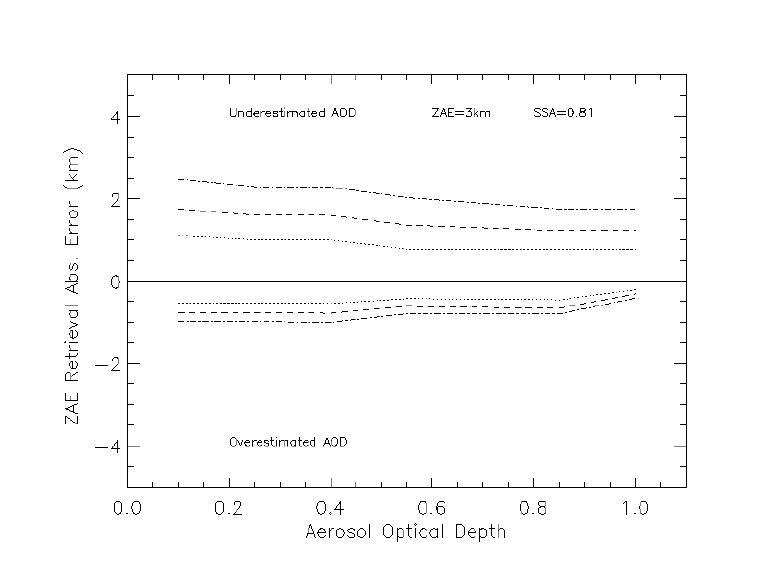 4
Underestimated AOD ZAE=3km SSA=0.81
2
0
−2
−4
Overestimated AOD
ZAE Retrieval Abs. Error (km)
0.0 0.2 0.4 0.6 0.8 1.0
Aerosol Optical Depth